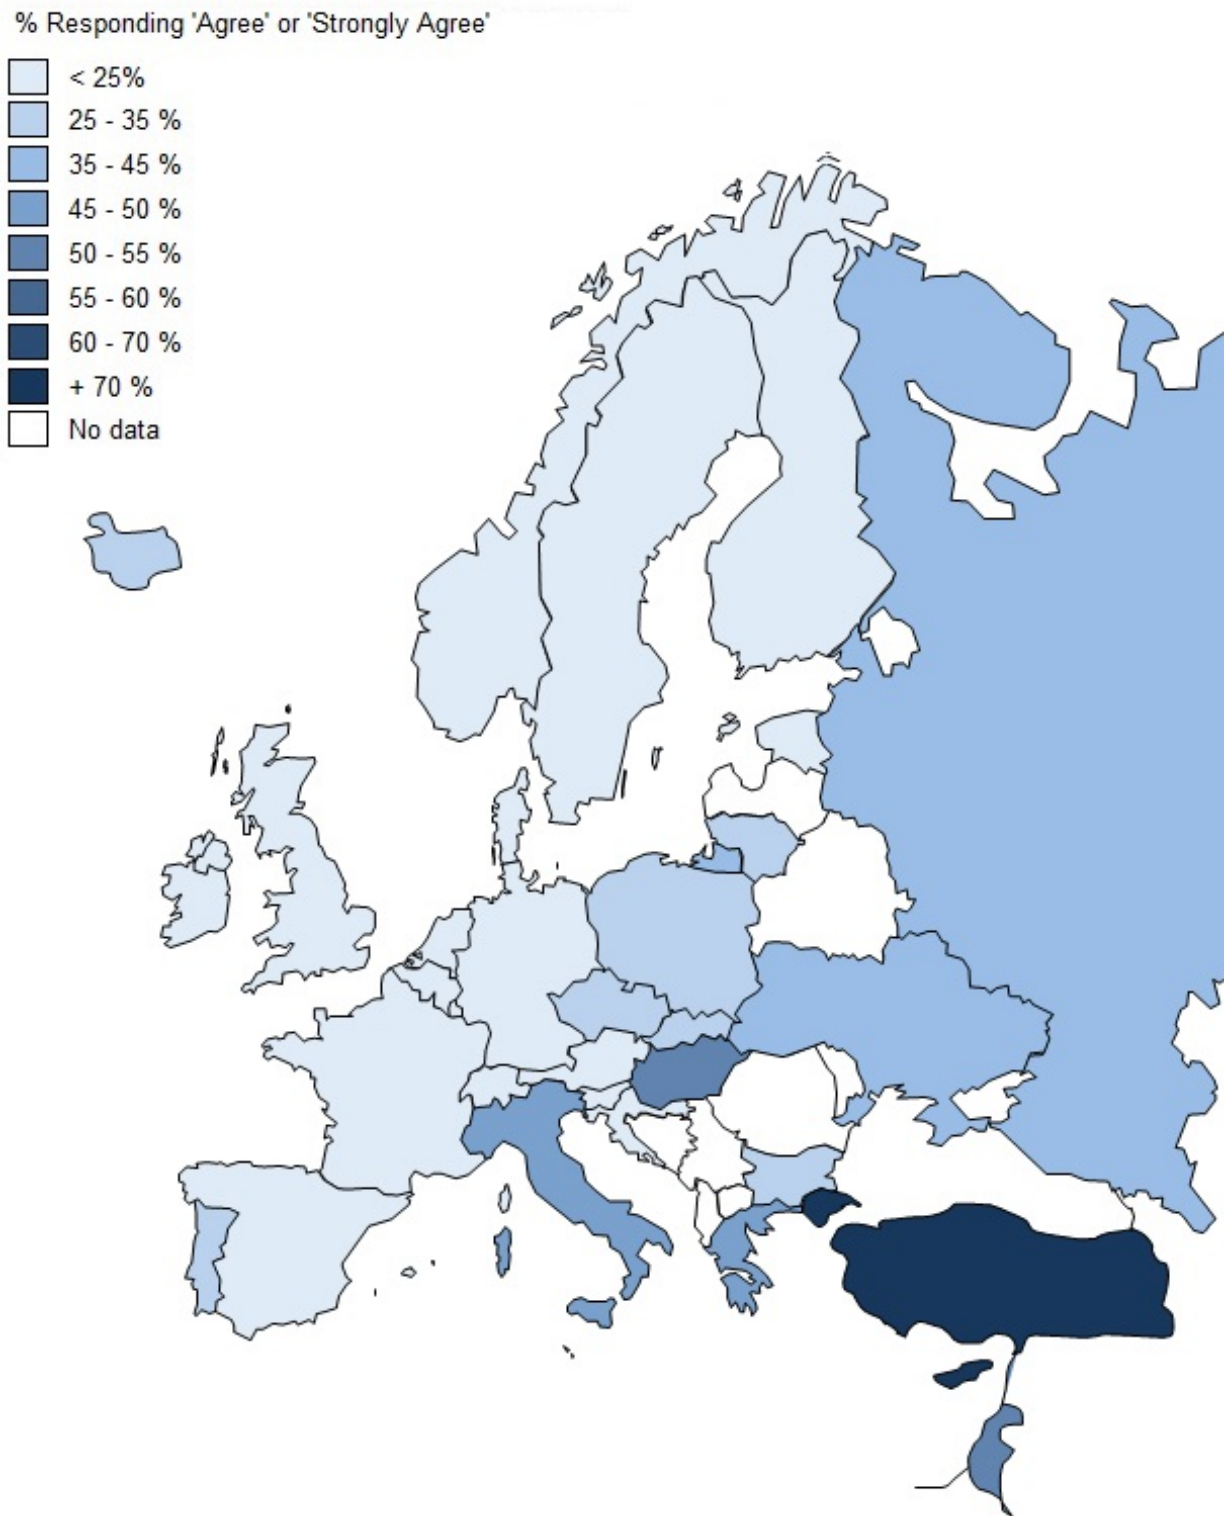 % Responding 'Agree' or 'Strongly Agree'
< 25%
25 - 35 %
35 - 45 %
45 - 50 %
50 - 55 %
55 - 60 %
60 - 70 %
+ 70 %
No data